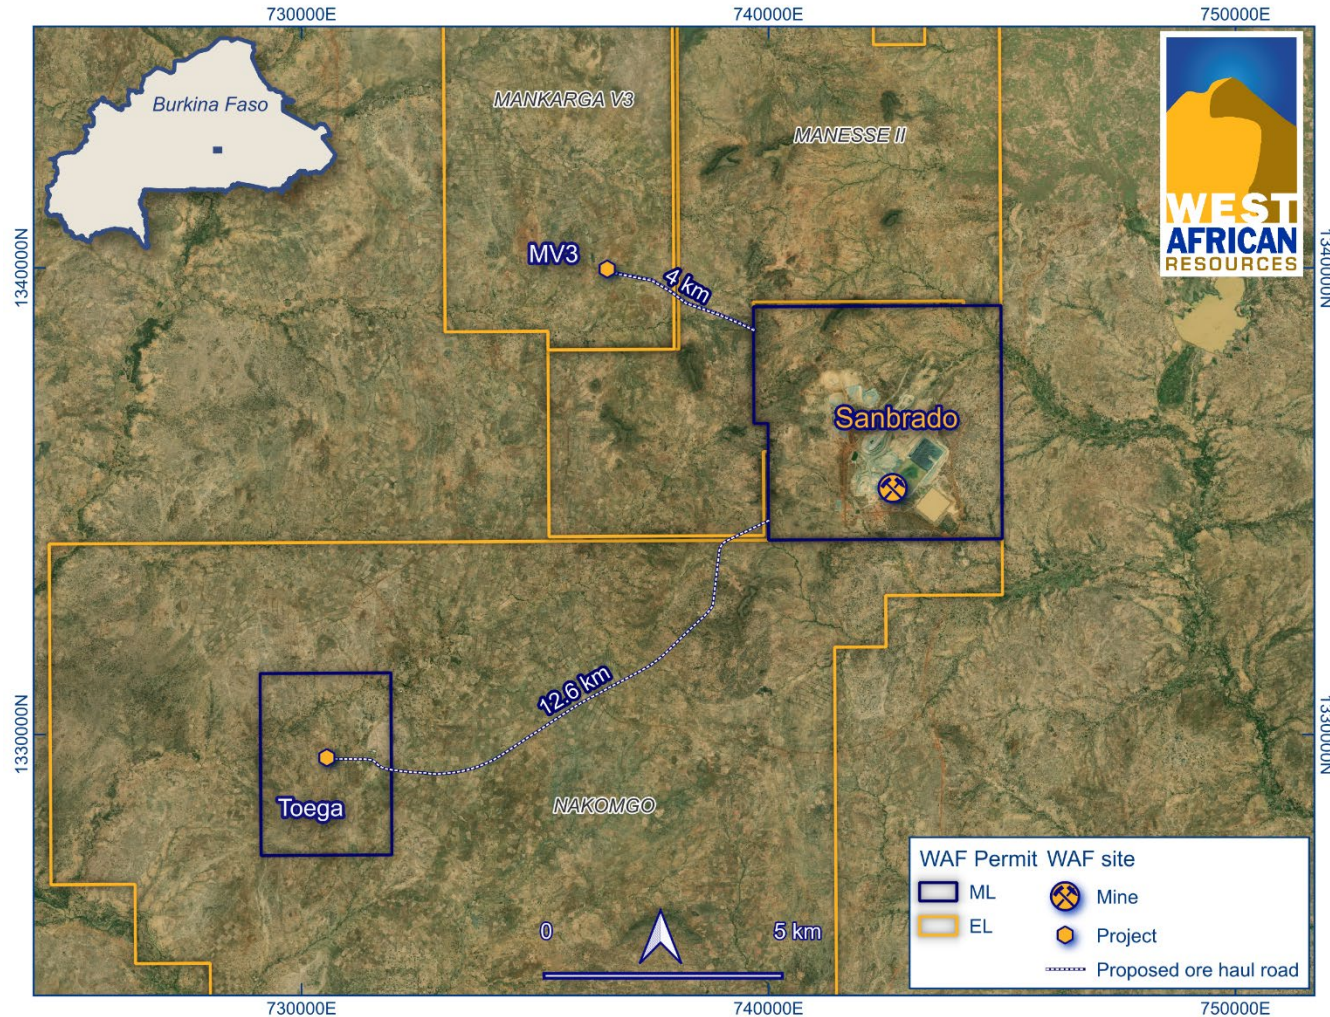 730000E
740000E
750000E
Burkina Faso
MANKARGA V3
MANESSE II
WEST
AFRICAN
RESOURCES
1340000N
1340000N
MV3
4 km
Sanbrado
12.6 km
1330000N
1330000N
Toega
NAKOMGO
WAF Permit
WAF site
ML
Mine
EL
Project
Proposed ore haul road
0
5 km
730000E
740000E
750000E